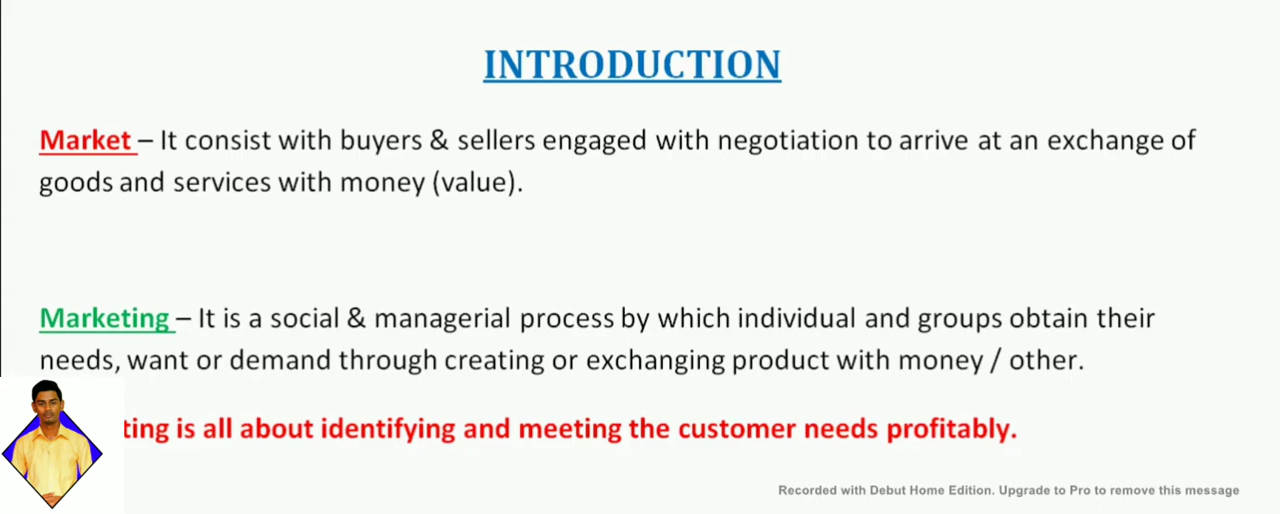 INTRODUCTION
Market – It consist with buyers & sellers engaged with negotiation to arrive at an exchange of
goods and services with money (value).
Marketing – It is a social & managerial process by which individual and groups obtain their
needs, want or demand through creating or exchanging product with money / other.
ting is all about identifying and meeting the customer needs profitably.
Recorded with Debut Home Edition. Upgrade to Pro to remove this message